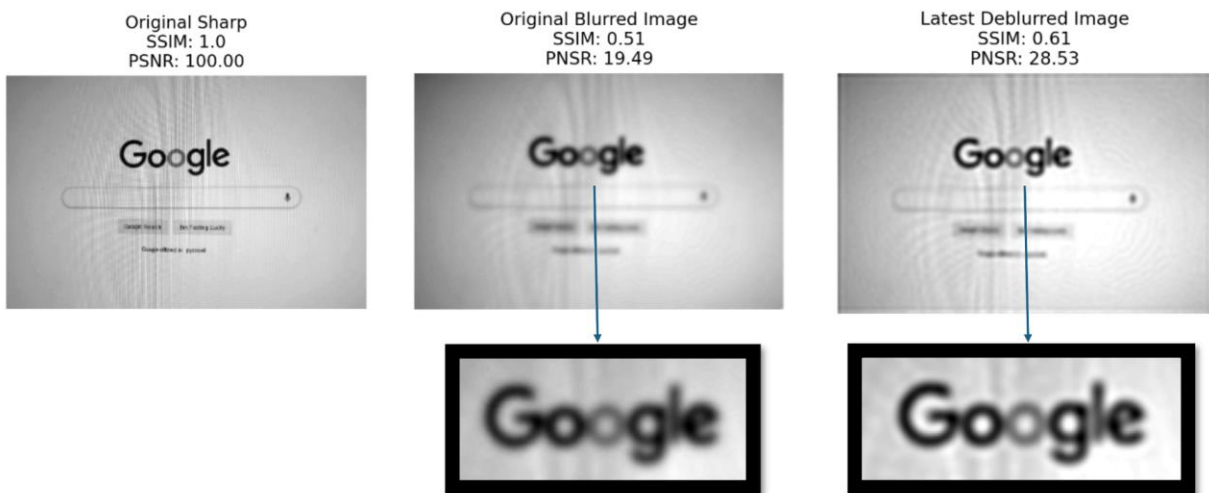 Original Sharp
SSIM: 1.0
PSNR: 100.00
Google
Original Blurred Image
SSIM: 0.51
PNSR: 19.49
Google
Google
Latest Deblurred Image
SSIM: 0.61
PNSR: 28.53
Google
Google